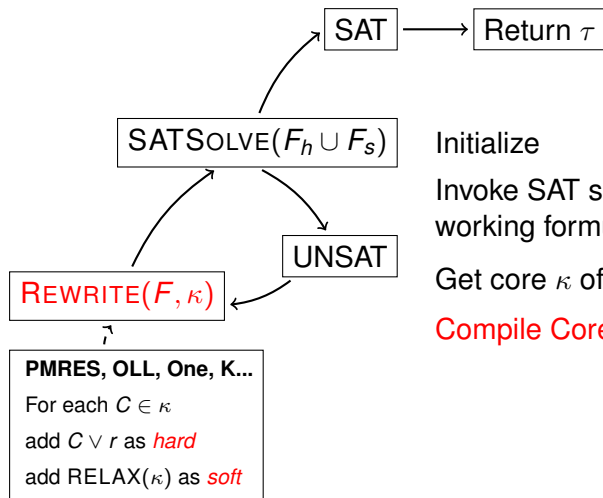 SAT
Return τ
SATSOLVE(F_h ∪ F_s)
Initialize
Invoke SAT s
working formu
UNSAT
Get core κ of
REWRITE(F, κ)
Compile Core
PMRES, OLL, One, K...
For each C ∈ κ
add C ∨ r as hard
add RELAX(κ) as soft